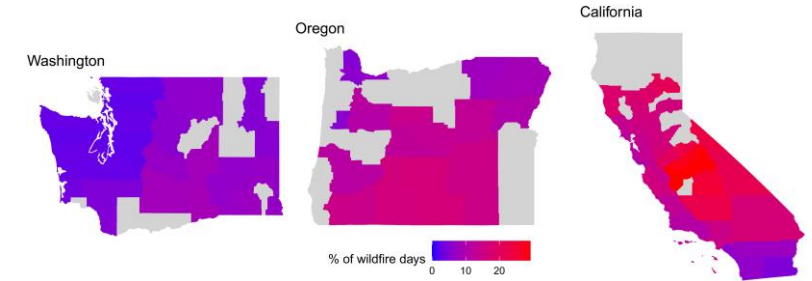 Washington
Oregon
California
% of wildfire days
0 10 20